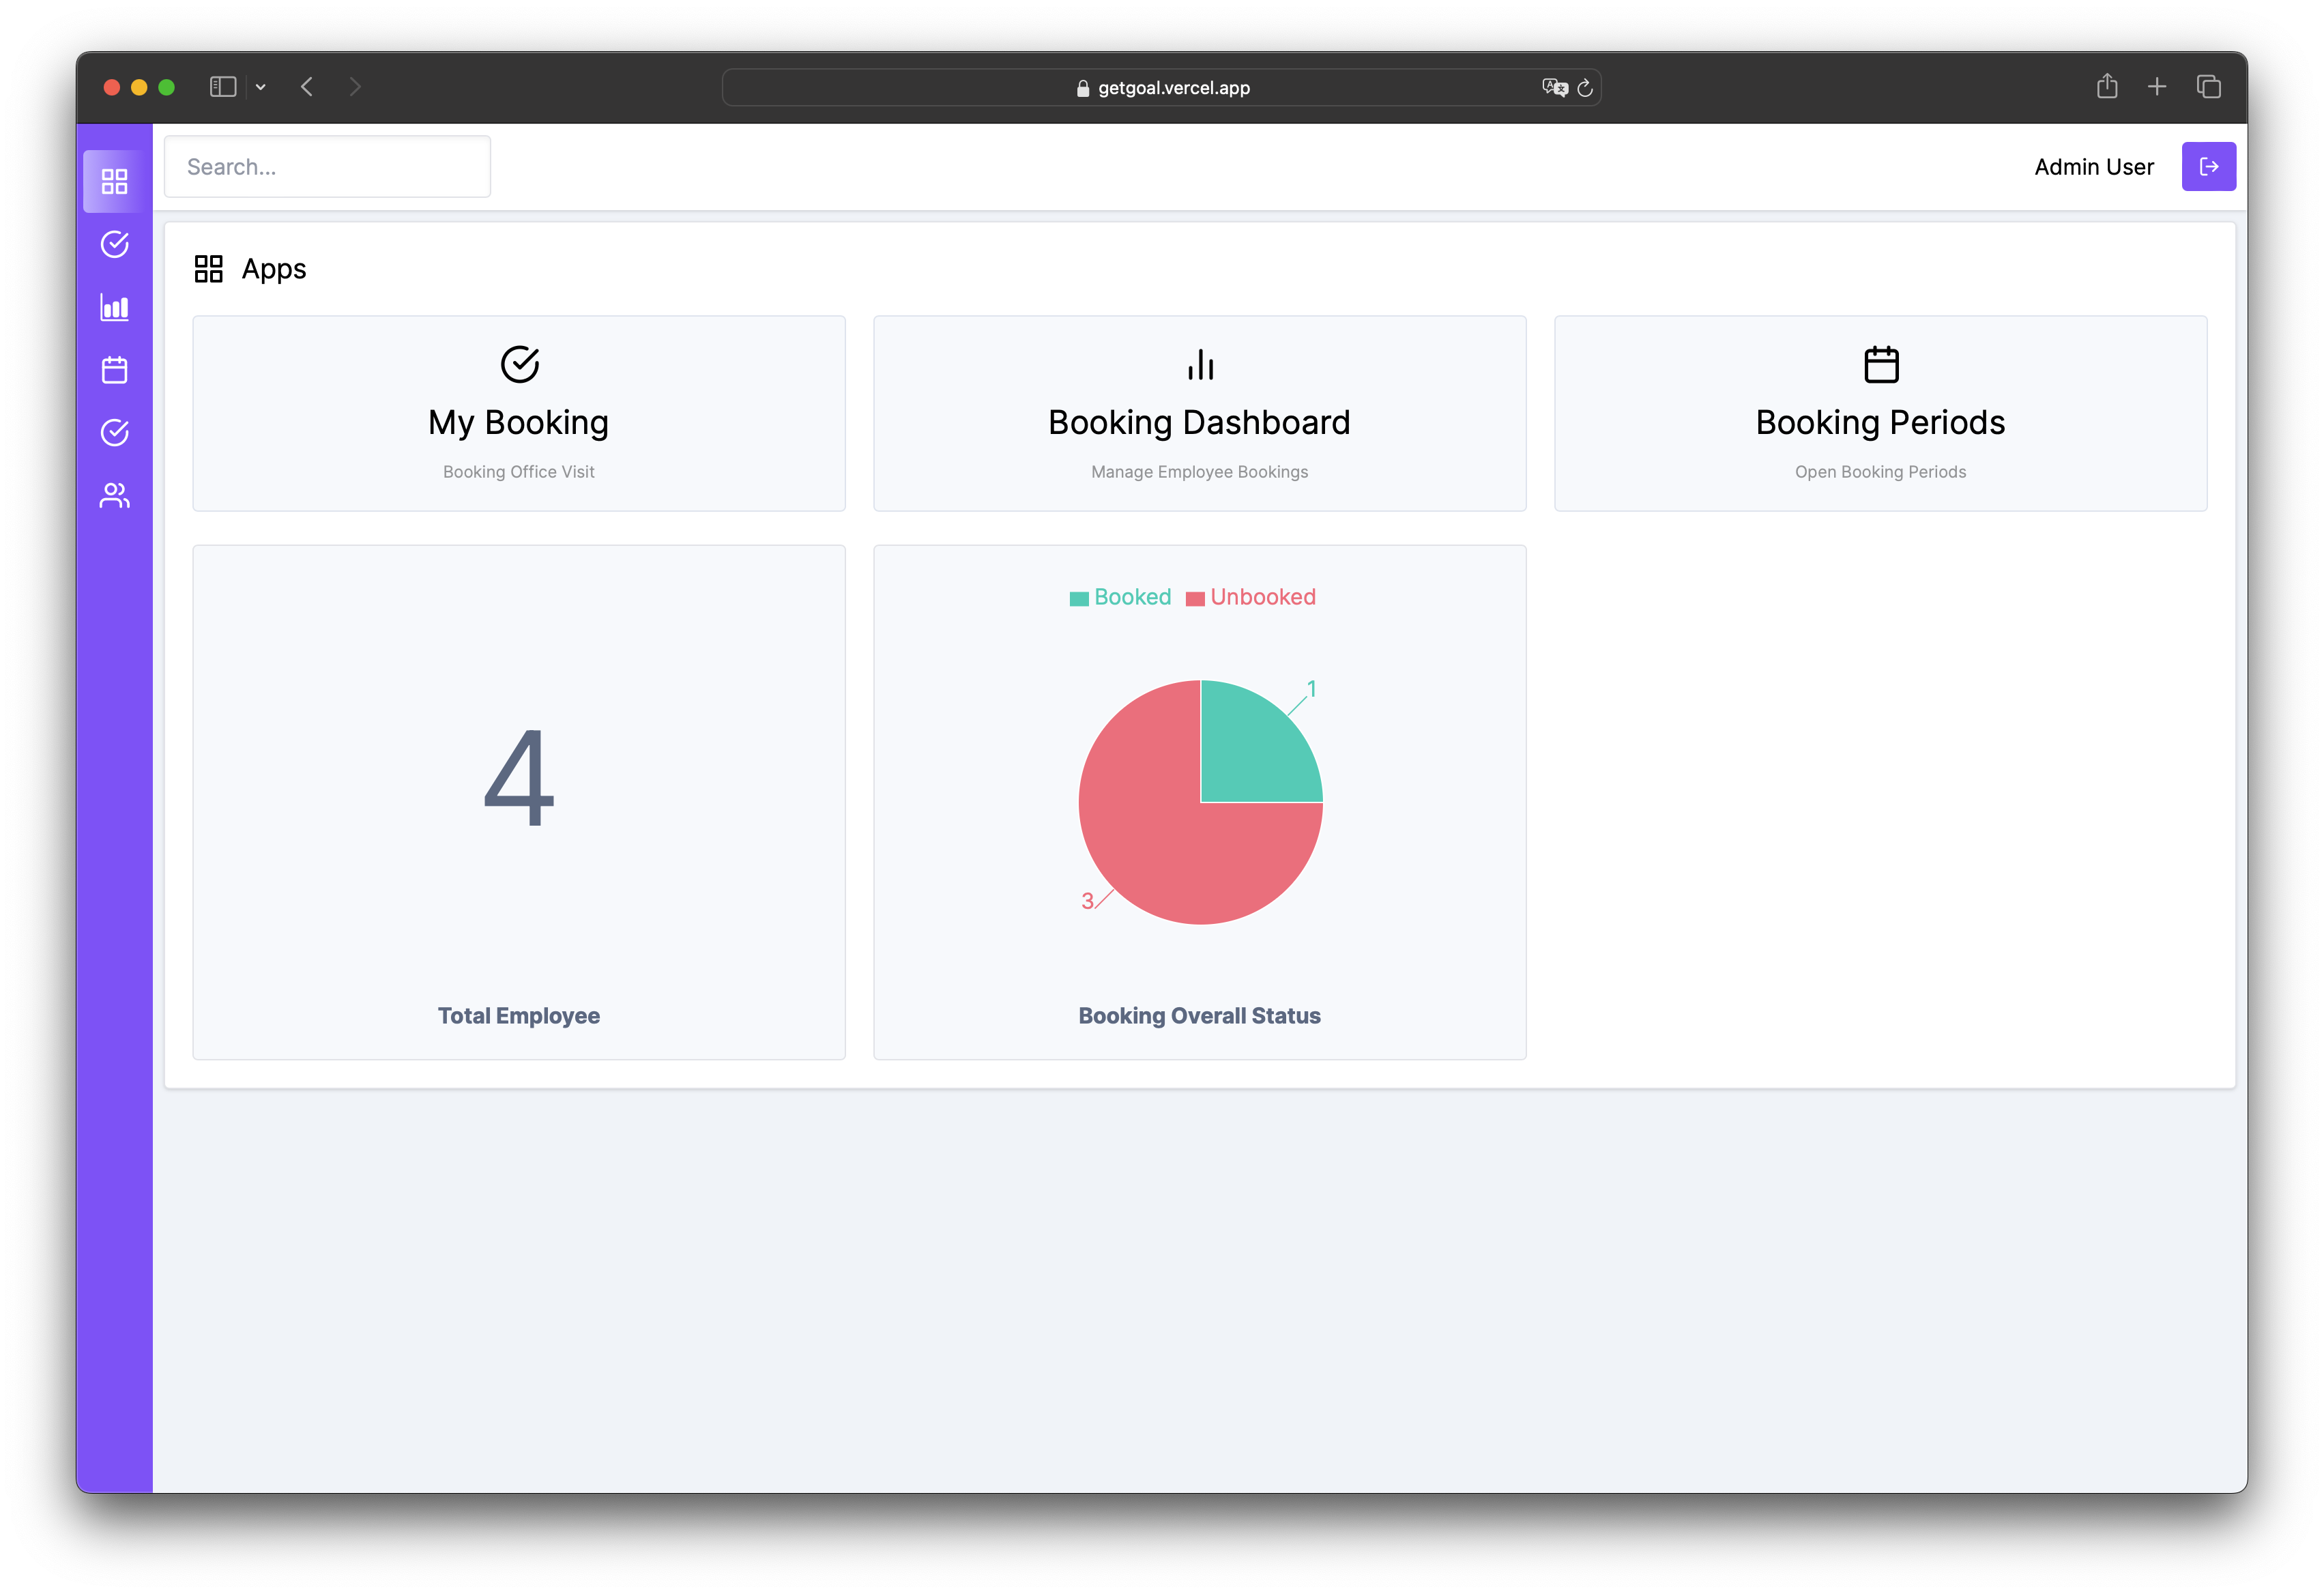 getgoal.vercel.app
Search...
Admin User
Apps
My Booking
Booking Office Visit
Booking Dashboard
Manage Employee Bookings
Booking Periods
Open Booking Periods
4
Total Employee
Booked Unbooked
1
3
Booking Overall Status